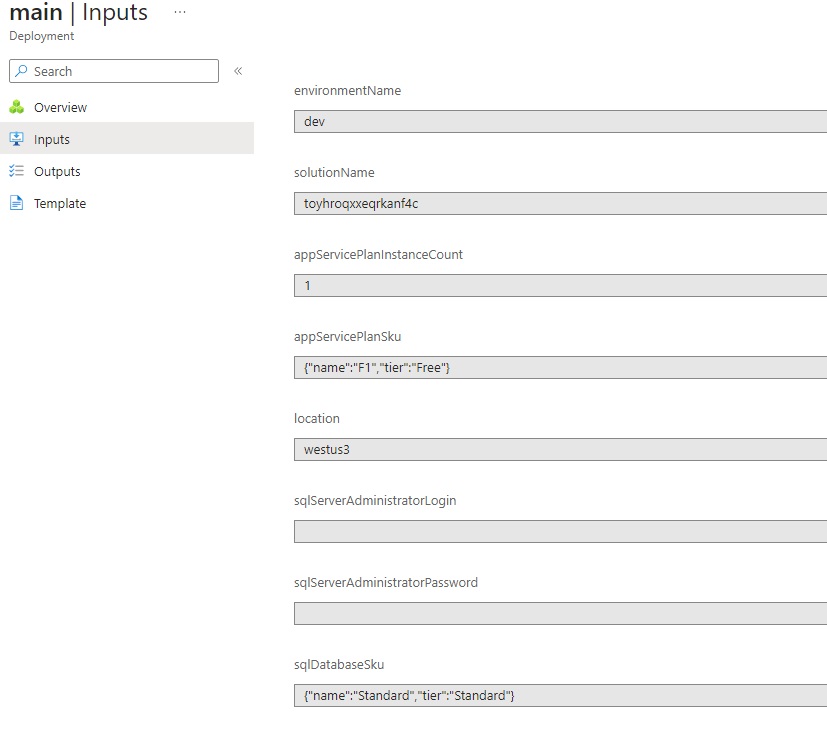 main | Inputs ...
Deployment
Search «
Overview
Inputs
Outputs
Template
environmentName
dev
solutionName
toyhroqxxeqrkanf4c
appServicePlanInstanceCount
1
appServicePlanSku
{"name":"F1","tier":"Free"}
location
westus3
sqlServerAdministratorLogin
sqlServerAdministratorPassword
sqlDatabaseSku
{"name":"Standard","tier":"Standard"}